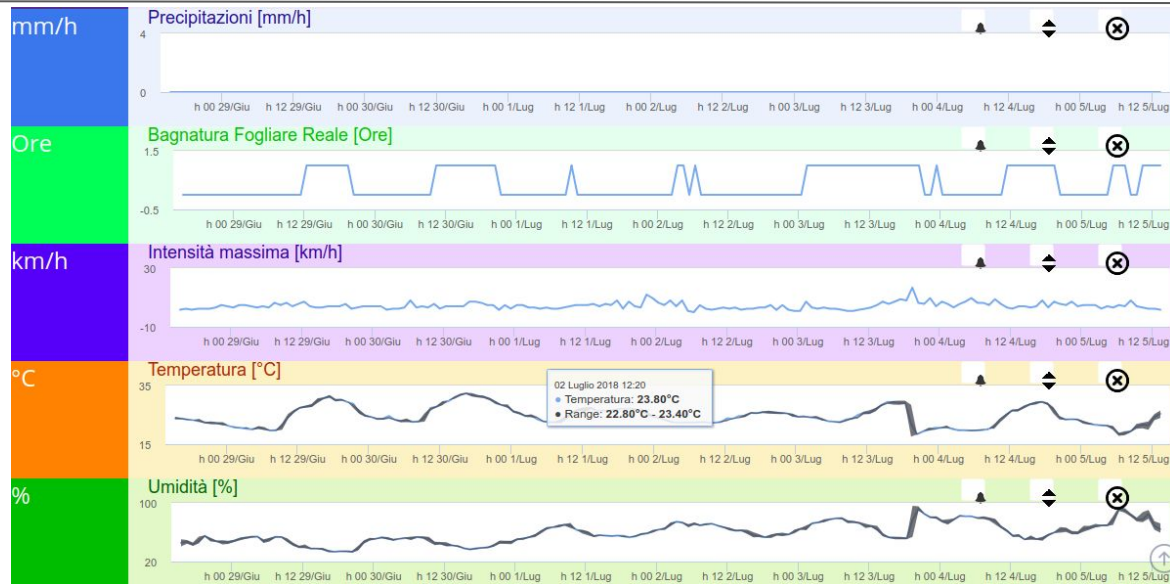 mm/h
Precipitazioni [mm/h]
4
0
h 00 29/Giu h 12 29/Giu h 00 30/Giu h 12 30/Giu h 00 1/Lug h 12 1/Lug h 00 2/Lug h 12 2/Lug h 00 3/Lug h 12 3/Lug h 00 4/Lug h 12 4/Lug h 00 5/Lug h 12 5/Lug
Ore
Bagnatura Fogliare Reale [Ore]
1.5
-0.5
h 00 29/Giu h 12 29/Giu h 00 30/Giu h 12 30/Giu h 00 1/Lug h 12 1/Lug h 00 2/Lug h 12 2/Lug h 00 3/Lug h 12 3/Lug h 00 4/Lug h 12 4/Lug h 00 5/Lug h 12 5/Lug
km/h
Intensità massima [km/h]
30
-10
h 00 29/Giu h 12 29/Giu h 00 30/Giu h 12 30/Giu h 00 1/Lug h 12 1/Lug h 00 2/Lug h 12 2/Lug h 00 3/Lug h 12 3/Lug h 00 4/Lug h 12 4/Lug h 00 5/Lug h 12 5/Lug
°C
Temperatura [°C]
35
02 Luglio 2018 12:20
Temperatura: 23.80°C
Range: 22.80°C - 23.40°C
15
h 00 29/Giu h 12 29/Giu h 00 30/Giu h 12 30/Giu h 00 1/Lug h 12 1/Lug h 00 2/Lug h 12 2/Lug h 00 3/Lug h 12 3/Lug h 00 4/Lug h 12 4/Lug h 00 5/Lug h 12 5/Lug
%
Umidità [%]
100
20
h 00 29/Giu h 12 29/Giu h 00 30/Giu h 12 30/Giu h 00 1/Lug h 12 1/Lug h 00 2/Lug h 12 2/Lug h 00 3/Lug h 12 3/Lug h 00 4/Lug h 12 4/Lug h 00 5/Lug h 12 5/Lug